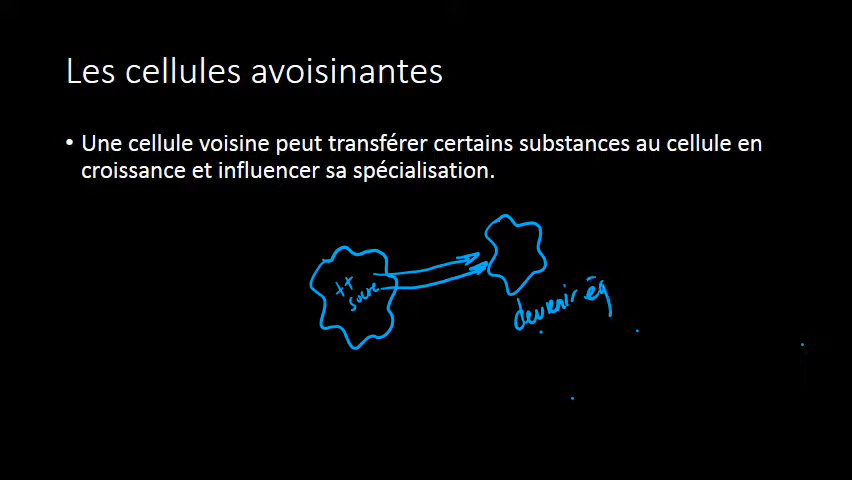 Les cellules avoisinantes
• Une cellule voisine peut transférer certains substances au cellule en
croissance et influencer sa spécialisation.
XX
sucre
devenir